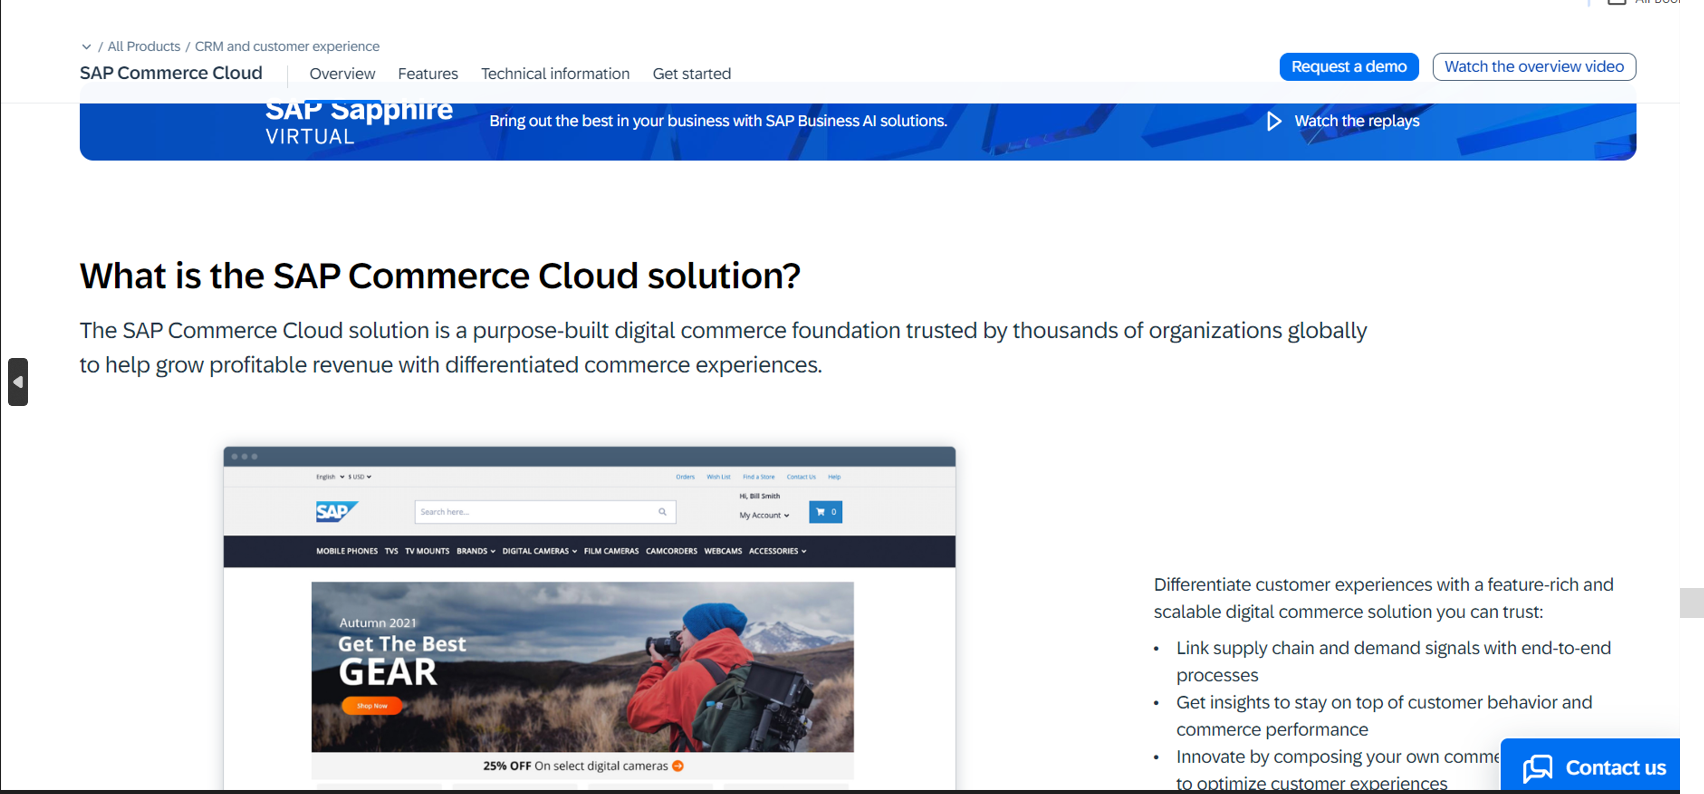 / All Products / CRM and customer experience
SAP Commerce Cloud
Overview Features Technical information Get started
Request a demo
Watch the overview video
SAP Sapphire
VIRTUAL
Bring out the best in your business with SAP Business AI solutions.
Watch the replays
What is the SAP Commerce Cloud solution?
The SAP Commerce Cloud solution is a purpose-built digital commerce foundation trusted by thousands of organizations globally
to help grow profitable revenue with differentiated commerce experiences.
English $ USD
Orders Wish List Find a Store Contact Us Help
Hi, Bill Smith
SAP
Search here...
My Account
0
MOBILE PHONES TVS TV MOUNTS BRANDS DIGITAL CAMERAS FILM CAMERAS CAMCORDERS WEBCAMS ACCESSORIES
Autumn 2021
Get The Best
GEAR
Shop Now
25% OFF On select digital cameras
Differentiate customer experiences with a feature-rich and
scalable digital commerce solution you can trust:
• Link supply chain and demand signals with end-to-end
processes
• Get insights to stay on top of customer behavior and
commerce performance
• Innovate by composing your own comme
to optimize customer experiences
Contact us